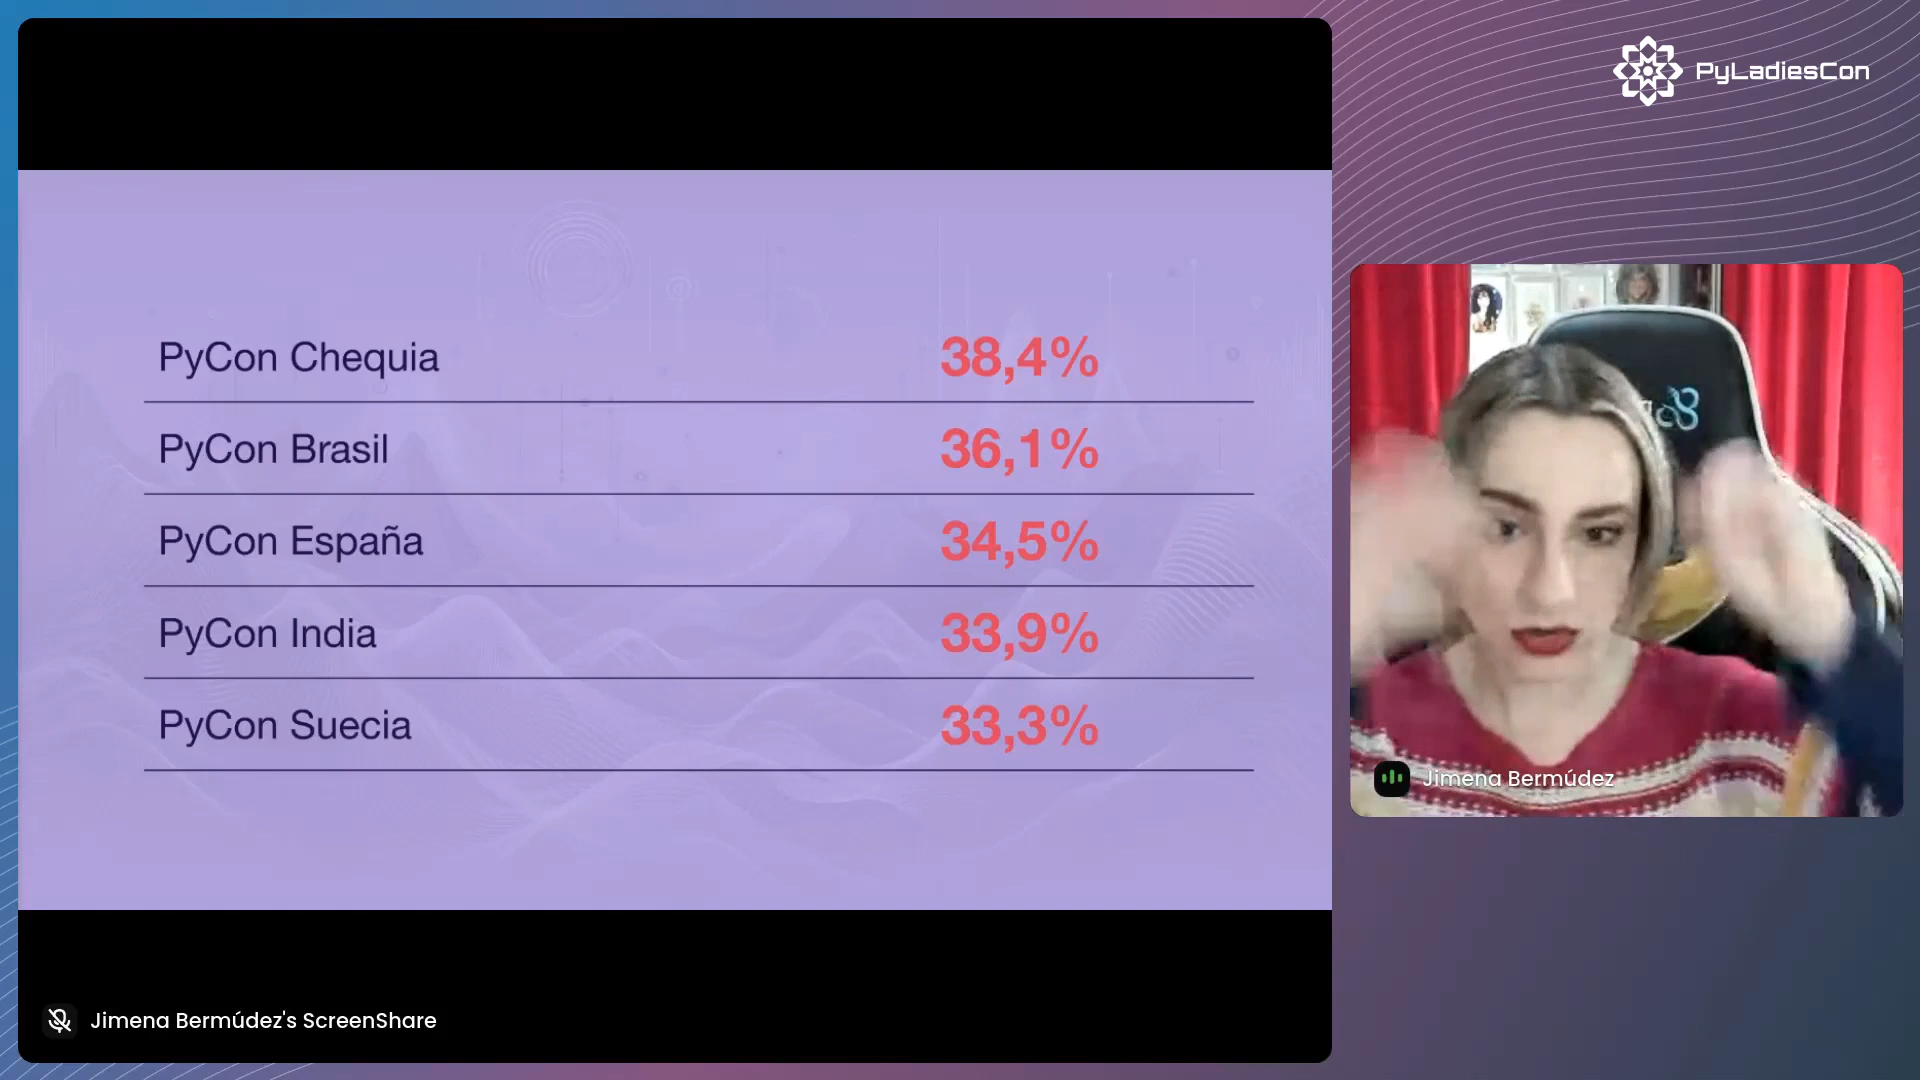 PyLadiesCon
PyCon Chequia 38,4%
PyCon Brasil 36,1%
PyCon España 34,5%
PyCon India 33,9%
PyCon Suecia 33,3%
Jimena Bermúdez
Jimena Bermúdez's ScreenShare